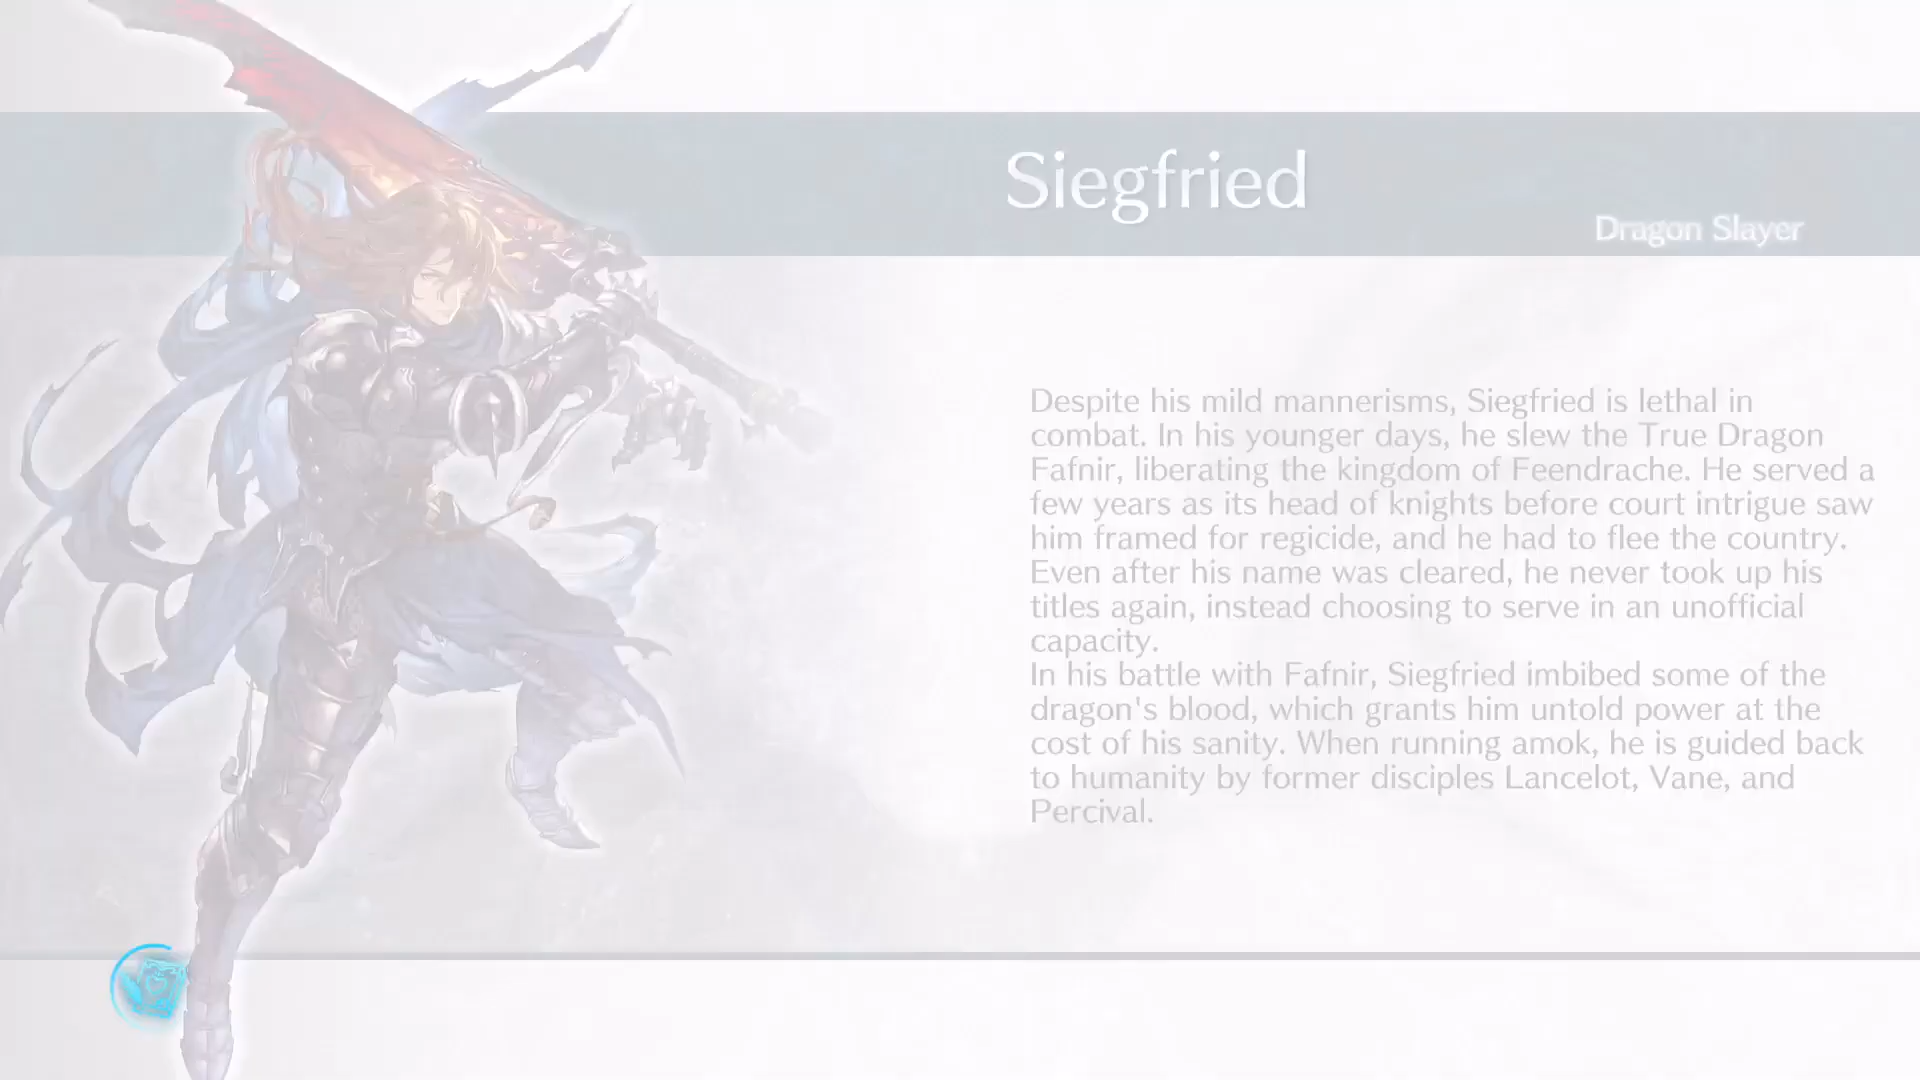 Siegfried
Dragon Slayer
Despite his mild mannerisms, Siegfried is lethal in
combat. In his younger days, he slew the True Dragon
Fafnir, liberating the kingdom of Feendrache. He served a
few years as its head of knights before court intrigue saw
him framed for regicide, and he had to flee the country.
Even after his name was cleared, he never took up his
titles again, instead choosing to serve in an unofficial
capacity.
In his battle with Fafnir, Siegfried imbibed some of the
dragon's blood, which grants him untold power at the
cost of his sanity. When running amok, he is guided back
to humanity by former disciples Lancelot, Vane, and
Percival.